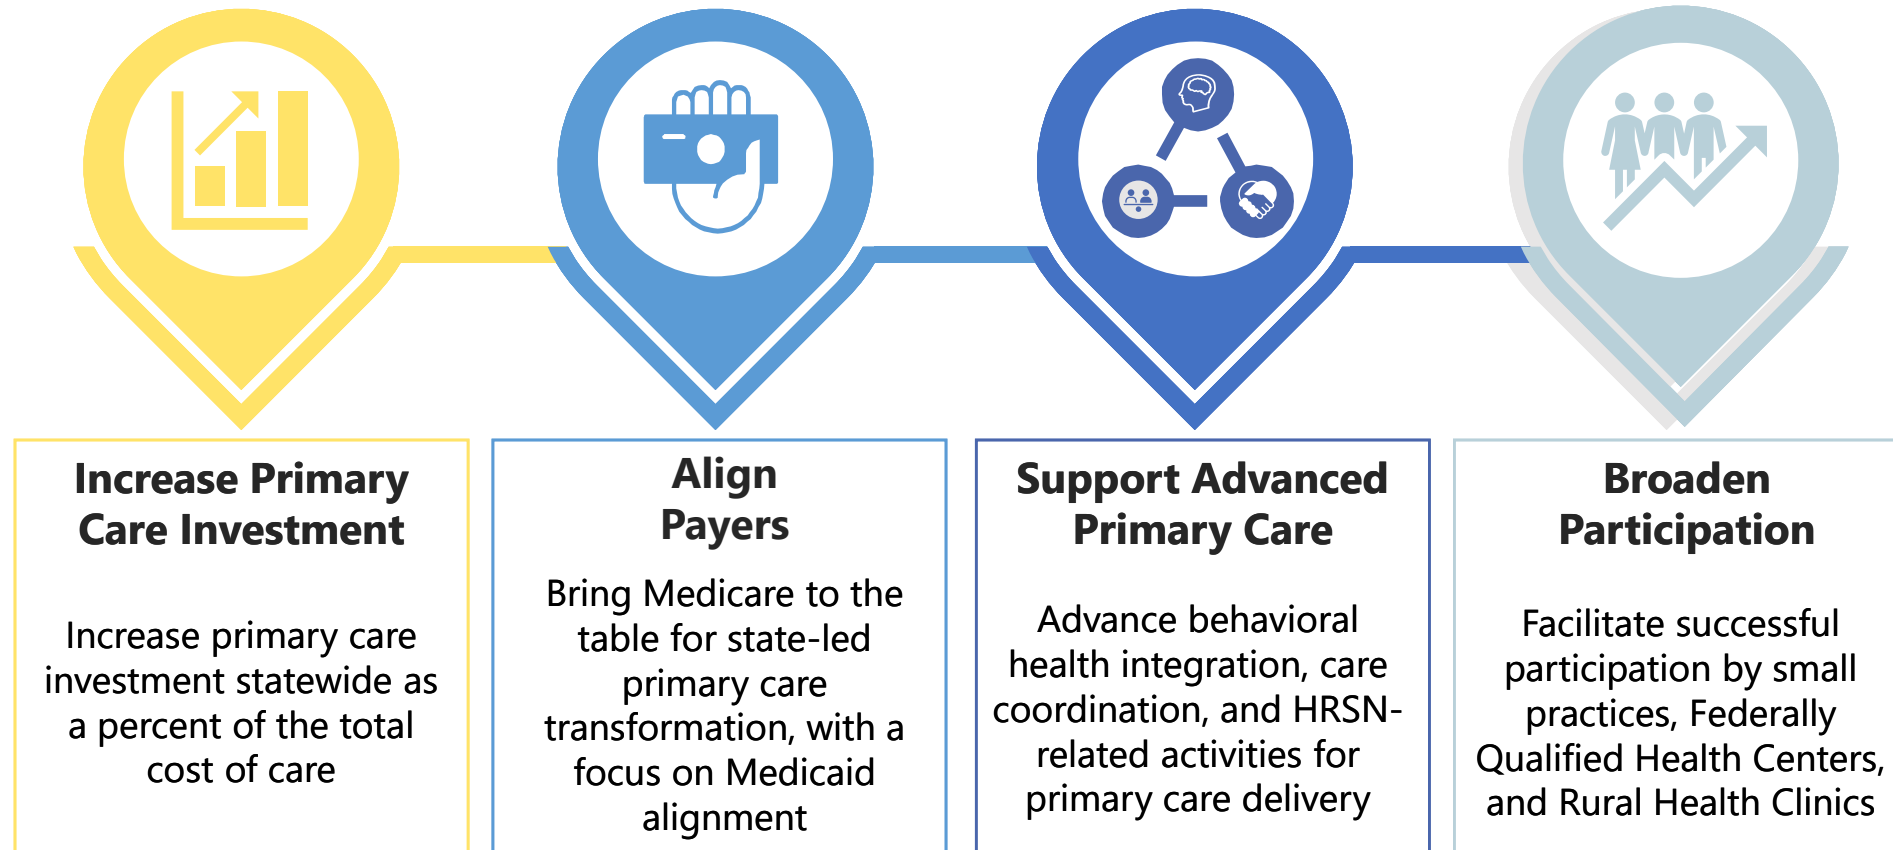 Increase Primary
Care Investment
Increase primary care
investment statewide as
a percent of the total
cost of care
Align
Payers
Bring Medicare to the
table for state-led
primary care
transformation, with a
focus on Medicaid
alignment
Support Advanced
Primary Care
Advance behavioral
health integration, care
coordination, and HRSN-
related activities for
primary care delivery
Broaden
Participation
Facilitate successful
participation by small
practices, Federally
Qualified Health Centers,
and Rural Health Clinics